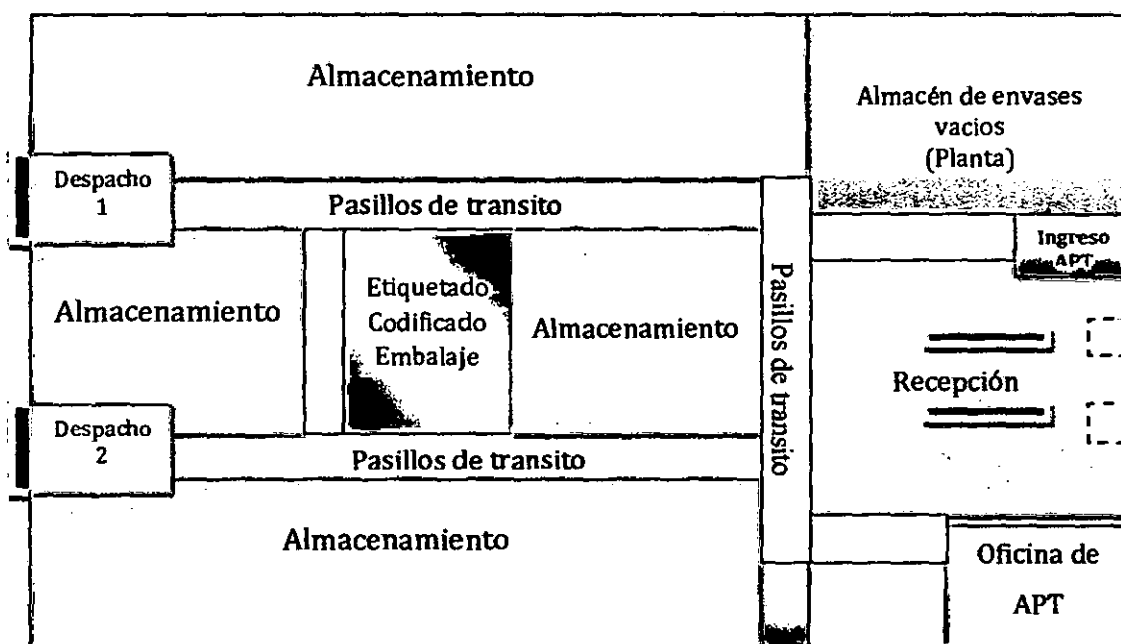 Almacenamiento
Almacén de envases
vacios
(Planta)
Despacho
1
Pasillos de transito
Ingreso
APT
Almacenamiento
Etiquetado
Codificado
Embalaje
Almacenamiento
Pasillos de transito
Recepción
Despacho
2
Pasillos de transito
Almacenamiento
Oficina de
APT